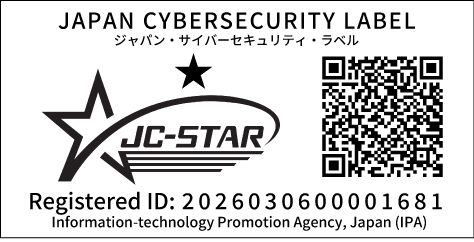 JAPAN CYBERSECURITY LABEL
ジャパン・サイバーセキュリティ・ラベル
JC-STAR
Registered ID: 2026030600001681
Information-technology Promotion Agency, Japan (IPA)